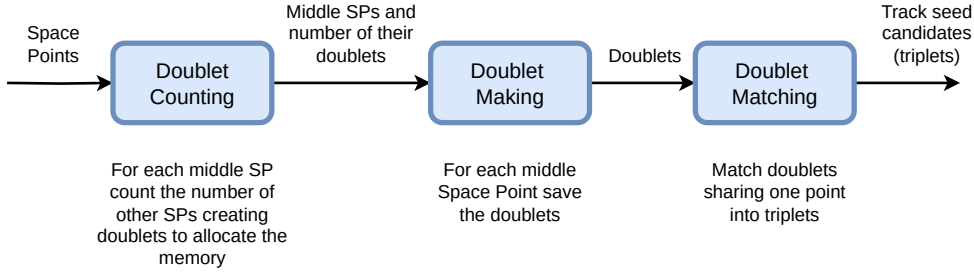 Space
Points
Doublet
Counting
Middle SPs and
number of their
doublets
Doublet
Making
Doublets
Doublet
Matching
Track seed
candidates
(triplets)
For each middle SP
count the number of
other SPs creating
doublets to allocate the
memory
For each middle
Space Point save
the doublets
Match doublets
sharing one point
into triplets